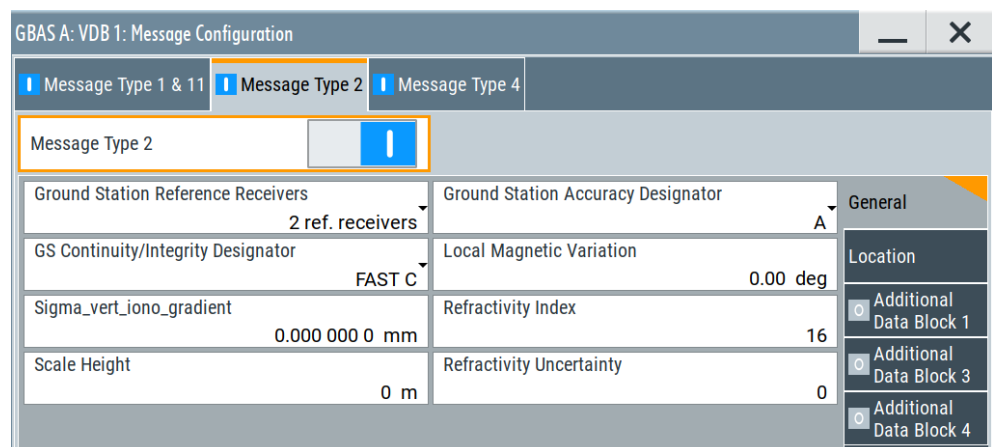 GBAS A: VDB 1: Message Configuration
Message Type 1 & 11
Message Type 2
Message Type 4
Message Type 2
Ground Station Reference Receivers
2 ref. receivers
Ground Station Accuracy Designator
A
GS Continuity/Integrity Designator
FAST C
Local Magnetic Variation
0.00 deg
Sigma_vert_iono_gradient
0.000 000 0 mm
Refractivity Index
16
Scale Height
0 m
Refractivity Uncertainty
0
General
Location
Additional
Data Block 1
Additional
Data Block 3
Additional
Data Block 4